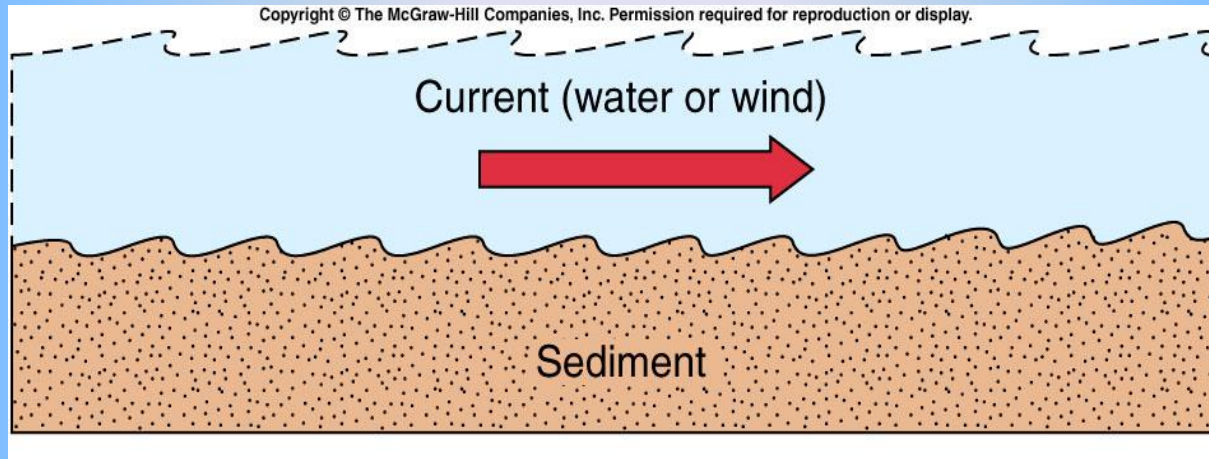 Copyright © The McGraw-Hill Companies, Inc. Permission required for reproduction or display.
Current (water or wind)
Sediment